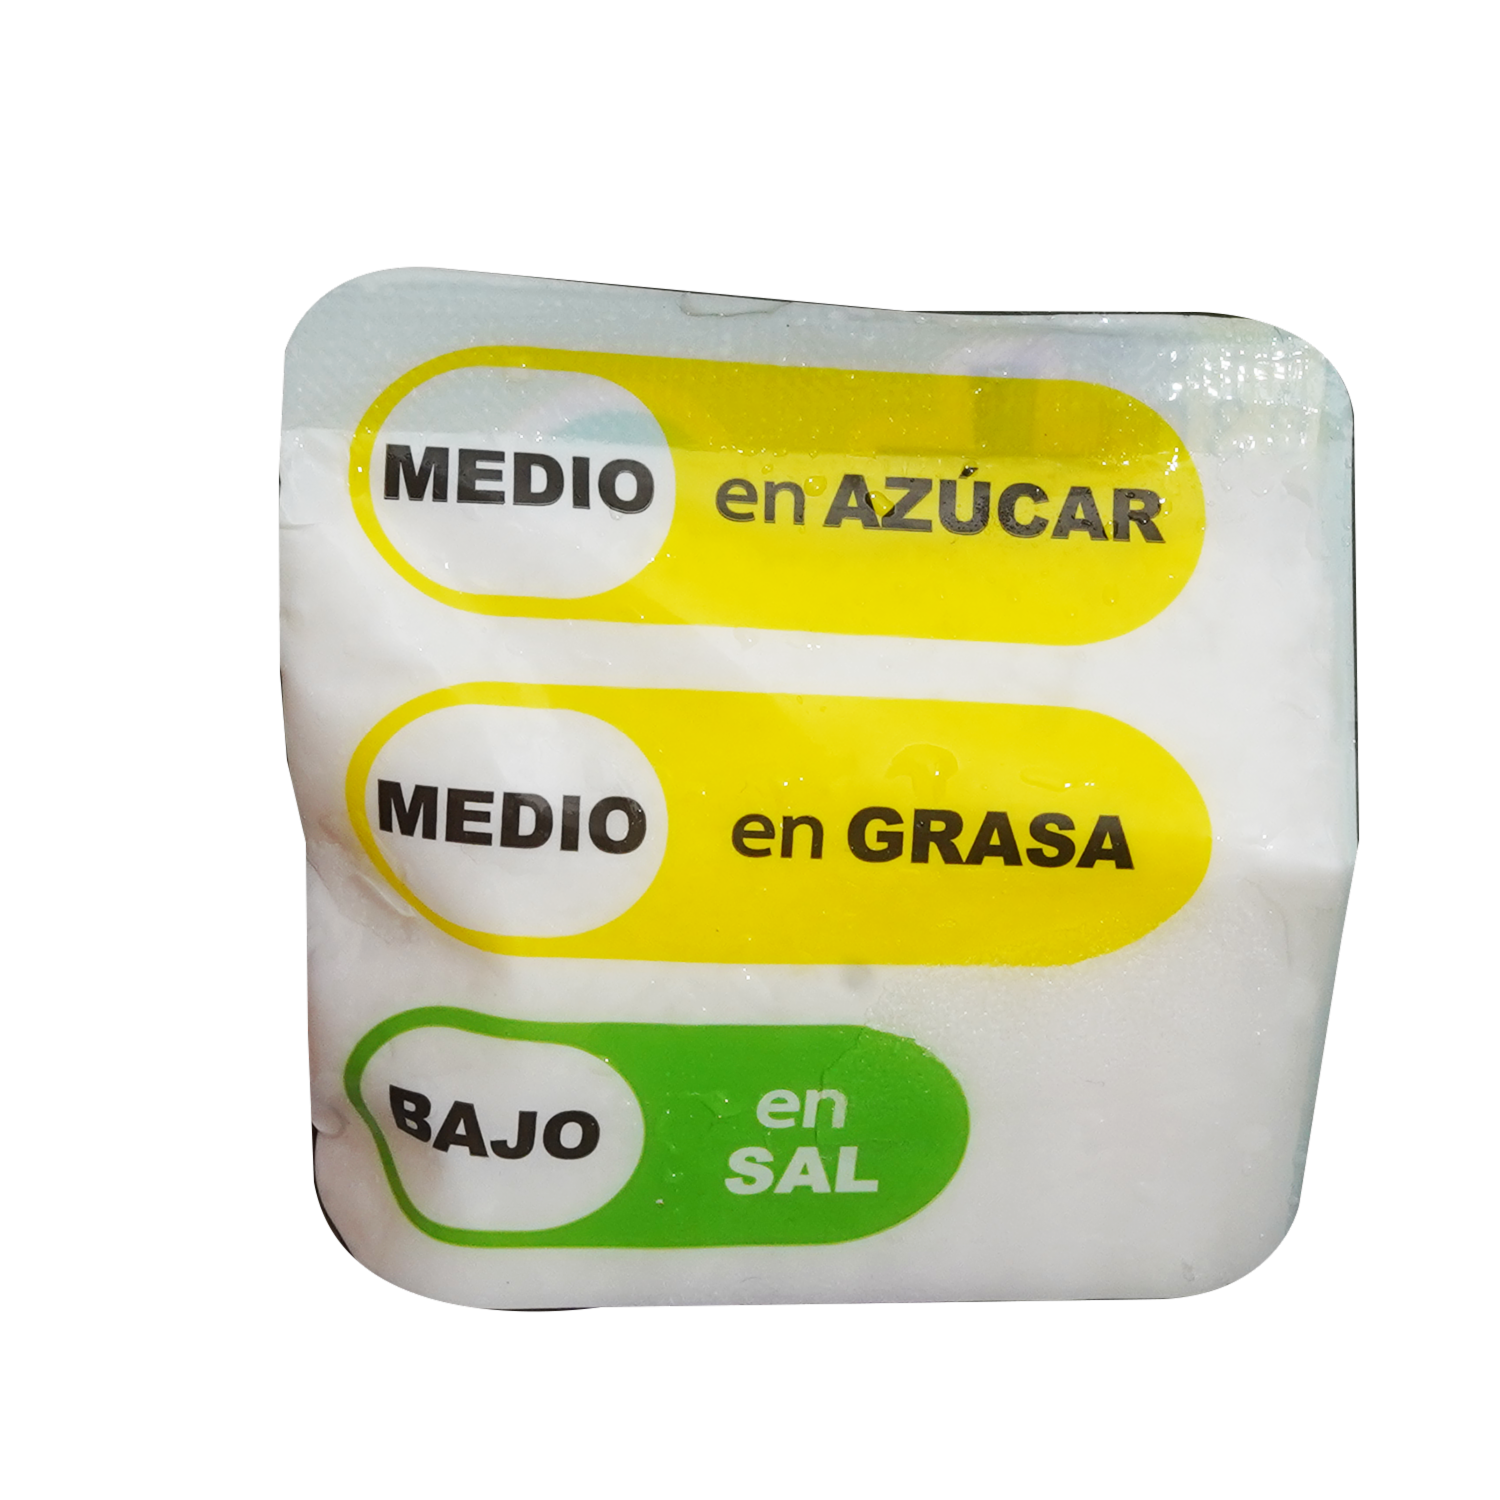 MEDIO en AZÚCAR
MEDIO en GRASA
BAJO en
SAL